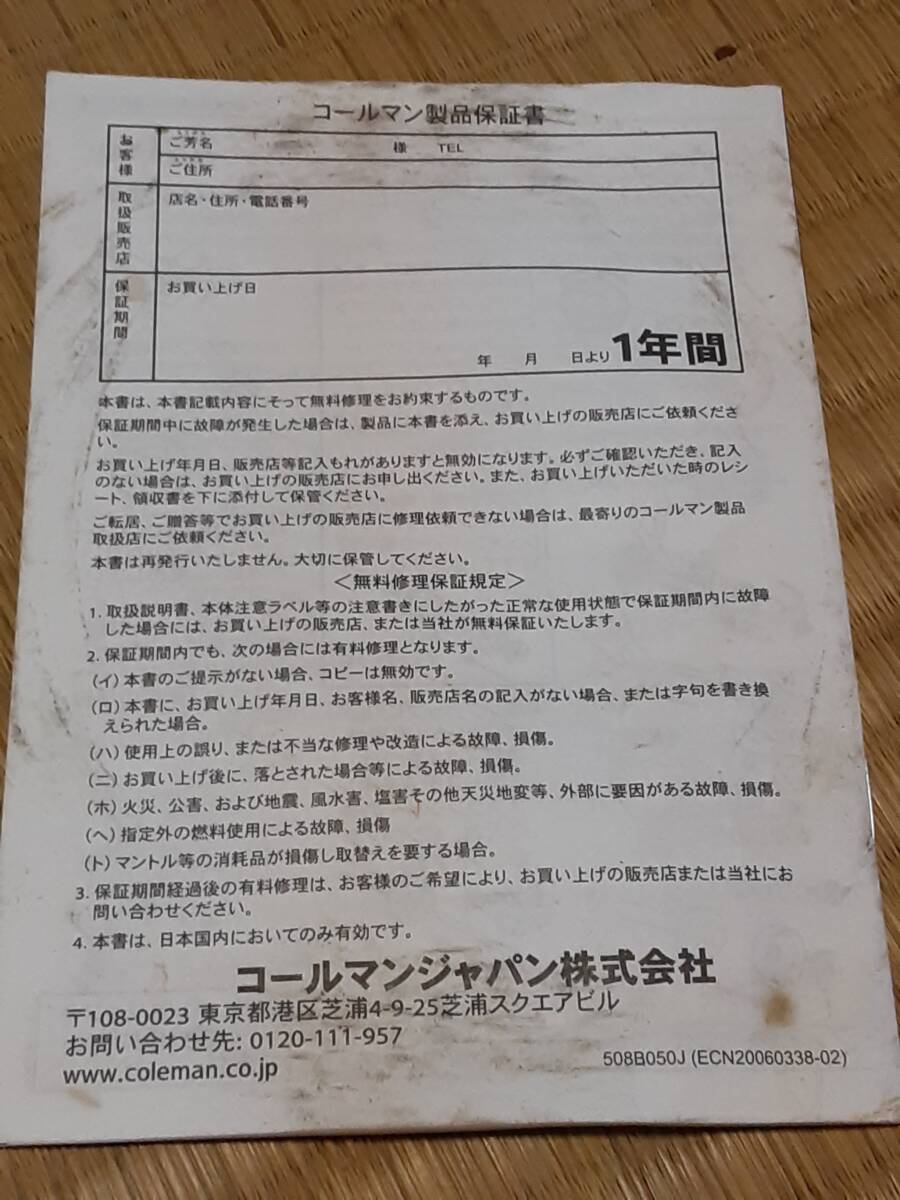 コールマン製品保証書
お客様
ご芳名 様 TEL
ご住所
取扱販売店
店名・住所・電話番号
保証期間
お買い上げ日
年 月 日より 1年間
本書は、本書記載内容にそって無料修理をお約束するものです。
保証期間中に故障が発生した場合は、製品に本書を添え、お買い上げの販売店にご依頼くださ
い。
お買い上げ年月日、販売店等記入もれがありますと無効になります。必ずご確認いただき、記入
のない場合は、お買い上げの販売店にお申し出ください。また、お買い上げいただいた時のレシ
ート、領収書を下に添付して保管ください。
ご転居、ご贈答等でお買い上げの販売店に修理依頼できない場合は、最寄りのコールマン製品
取扱店にご依頼ください。
本書は再発行いたしません。大切に保管してください。
＜無料修理保証規定＞
1. 取扱説明書、本体注意ラベル等の注意書きにしたがった正常な使用状態で保証期間内に故障
した場合には、お買い上げの販売店、または当社が無料保証いたします。
2. 保証期間内でも、次の場合には有料修理となります。
（イ）本書のご提示がない場合、コピーは無効です。
（ロ）本書に、お買い上げ年月日、お客様名、販売店名の記入がない場合、または字句を書き換
えられた場合。
（ハ）使用上の誤り、または不当な修理や改造による故障、損傷。
（ニ）お買い上げ後に、落とされた場合等による故障、損傷。
（ホ）火災、公害、および地震、風水害、塩害その他天災地変等、外部に要因がある故障、損傷。
（ヘ）指定外の燃料使用による故障、損傷
（ト）マントル等の消耗品が損傷し取替えを要する場合。
3. 保証期間経過後の有料修理は、お客様のご希望により、お買い上げの販売店または当社にお
問い合わせください。
4. 本書は、日本国内においてのみ有効です。
コールマンジャパン株式会社
〒108-0023 東京都港区芝浦4-9-25芝浦スクエアビル
お問い合わせ先: 0120-111-957
www.coleman.co.jp
508B050J (ECN20060338-02)